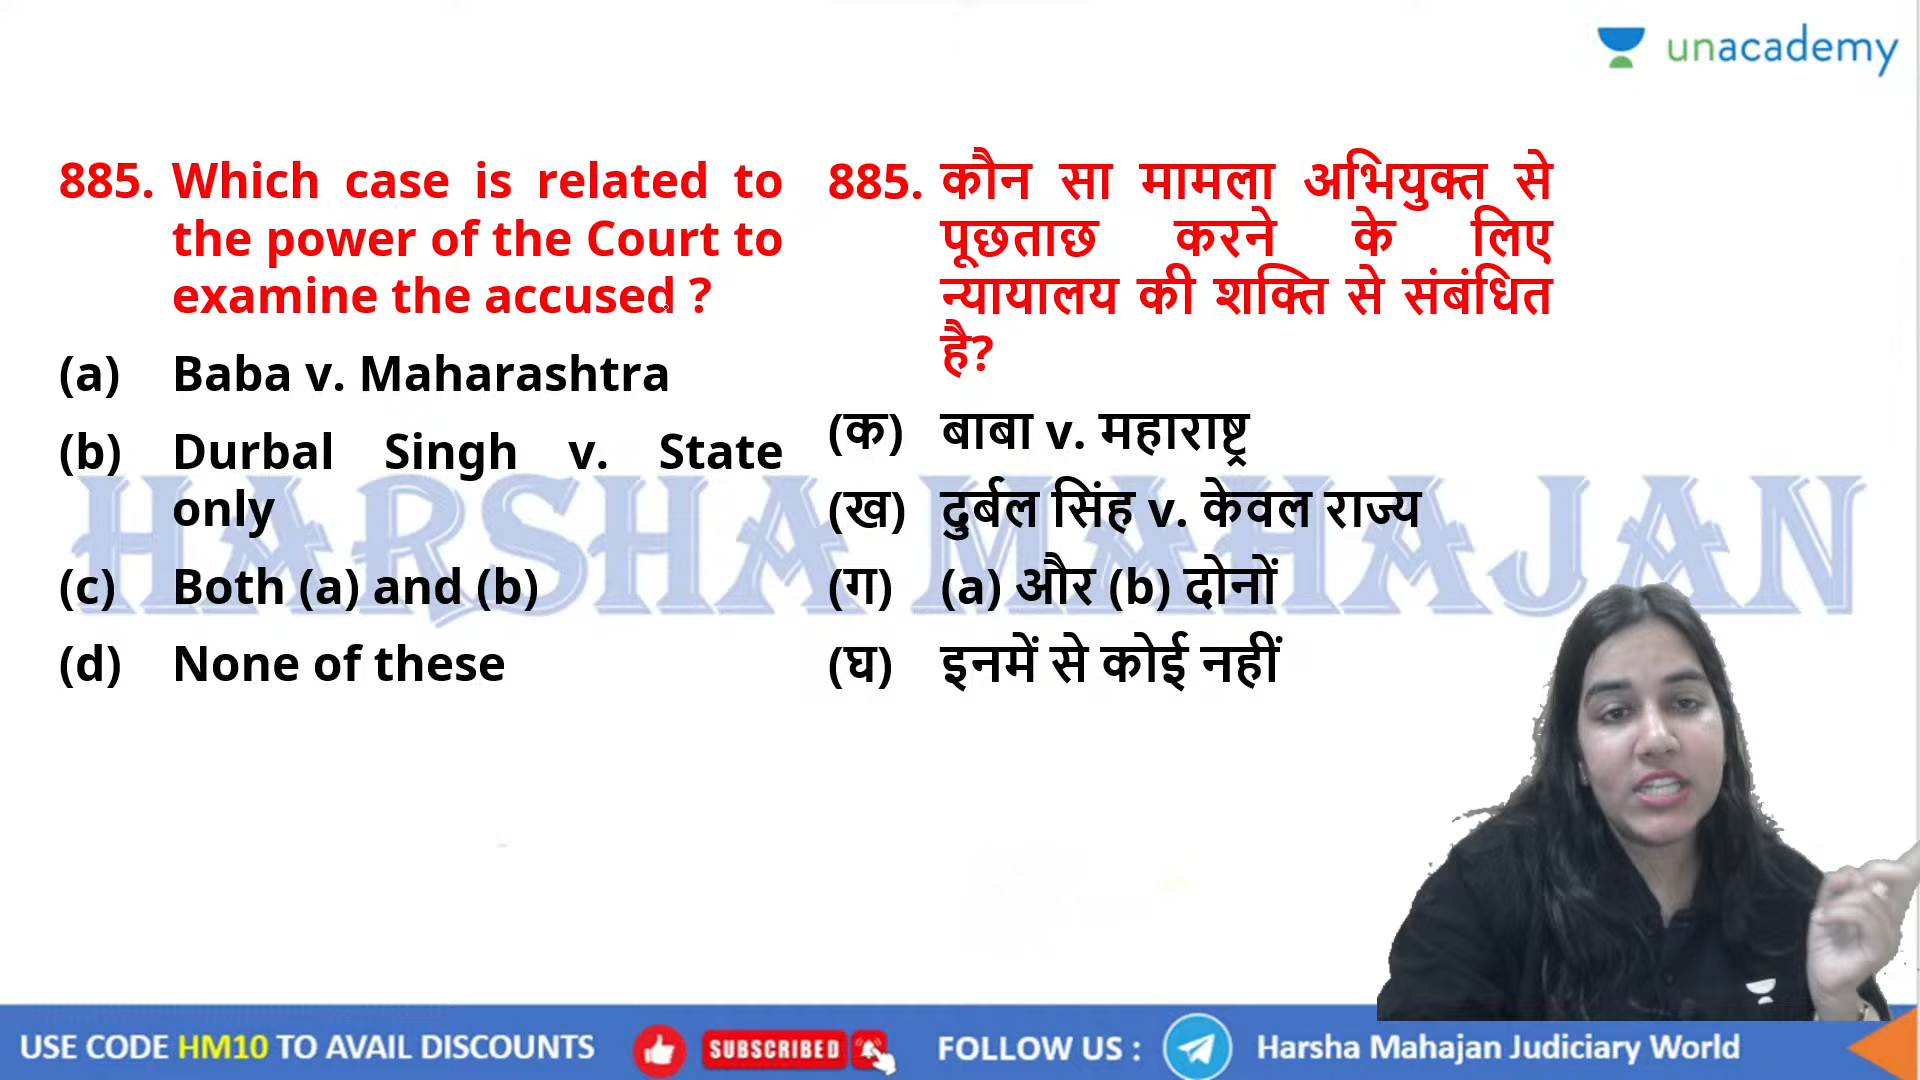 unacademy
885. Which case is related to
the power of the Court to
examine the accused ?
(a) Baba v. Maharashtra
(b) Durbal Singh v. State
only
(c) Both (a) and (b)
(d) None of these
885. कौन सा मामला अभियुक्त से
पूछताछ करने के लिए
न्यायालय की शक्ति से संबंधित
है?
(क) बाबा v. महाराष्ट्र
(ख) दुर्बल सिंह v. केवल राज्य
(ग) (a) और (b) दोनों
(घ) इनमें से कोई नहीं
HARSHA MAHAJAN
USE CODE HM10 TO AVAIL DISCOUNTS
SUBSCRIBED
FOLLOW US :
Harsha Mahajan Judiciary World